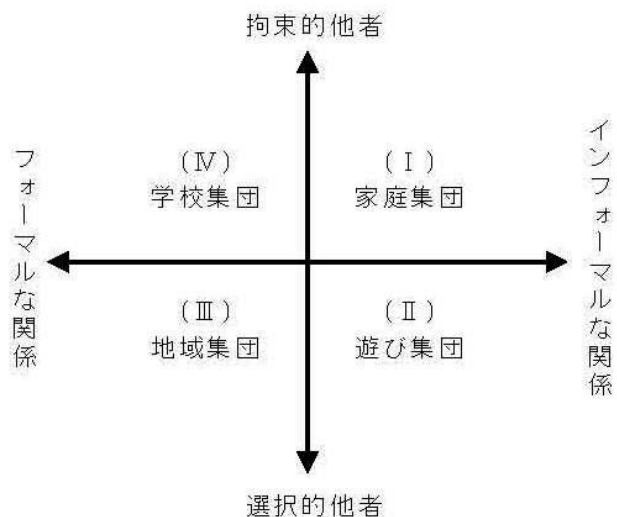 拘束的他者
フォーマルな関係
(Ⅳ)
学校集団
(Ⅰ)
家庭集団
インフォーマルな関係
(Ⅲ)
地域集団
(Ⅱ)
遊び集団
選択的他者